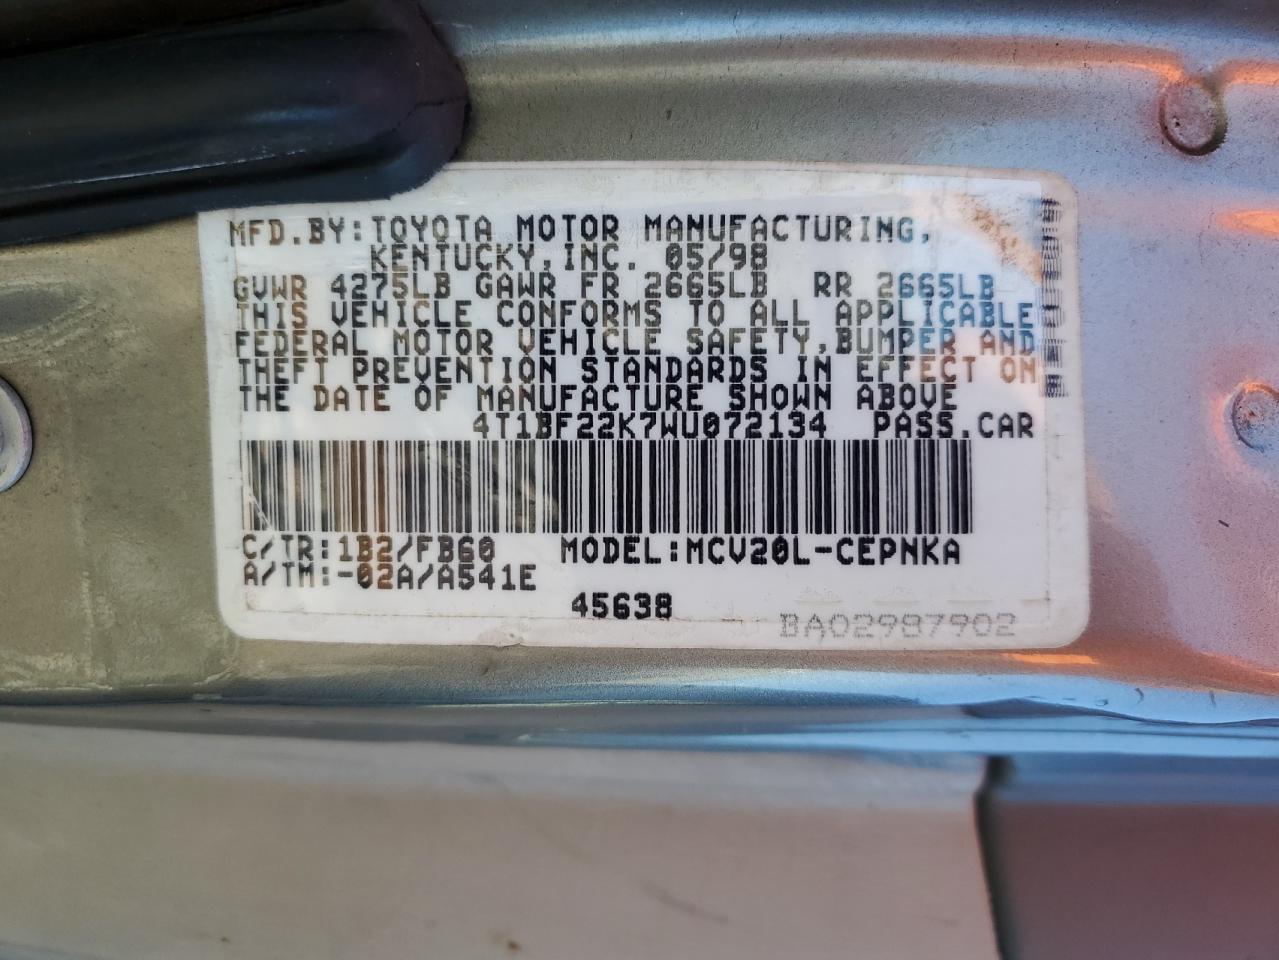 MFD.BY:TOYOTA MOTOR MANUFACTURING,
KENTUCKY,INC. 05/98
GVWR 4275LB GAWR FR 2665LB RR 2665LB
THIS VEHICLE CONFORMS TO ALL APPLICABLE
FEDERAL MOTOR VEHICLE SAFETY,BUMPER AND
THEFT PREVENTION STANDARDS IN EFFECT ON
THE DATE OF MANUFACTURE SHOWN ABOVE
4T1BF22K7WU072134 PASS.CAR
C/TR:1B2/FB60 MODEL:MCV20L-CEPNKA
A/TM:-02A/A541E
45638
BA02987902